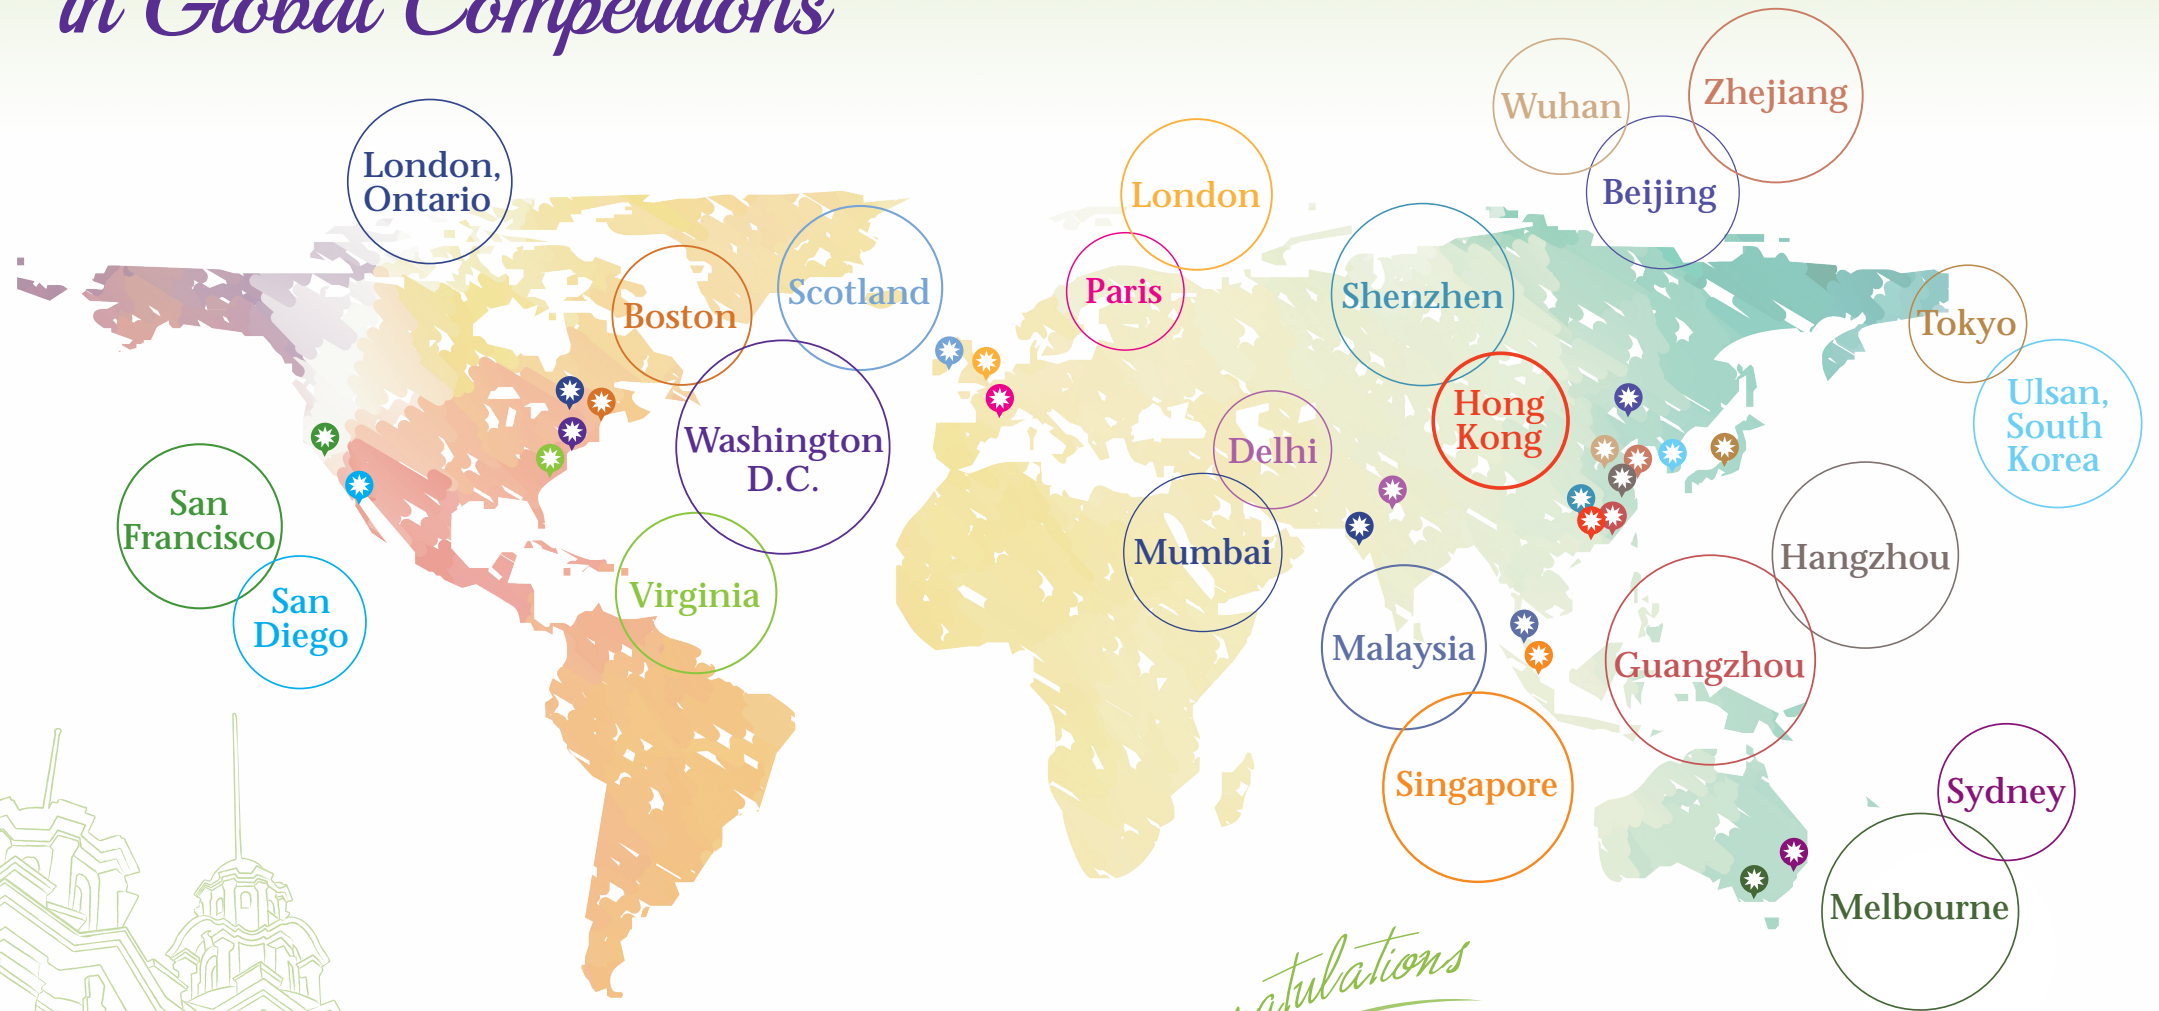 in Global Competitions
Wuhan
Zhejiang
London,
Ontario
London
Beijing
Boston
Scotland
Paris
Shenzhen
Tokyo
Hong
Kong
Ulsan,
South
Korea
Washington
D.C.
Delhi
San
Francisco
Mumbai
Hangzhou
San
Diego
Virginia
Malaysia
Guangzhou
Singapore
Sydney
Melbourne